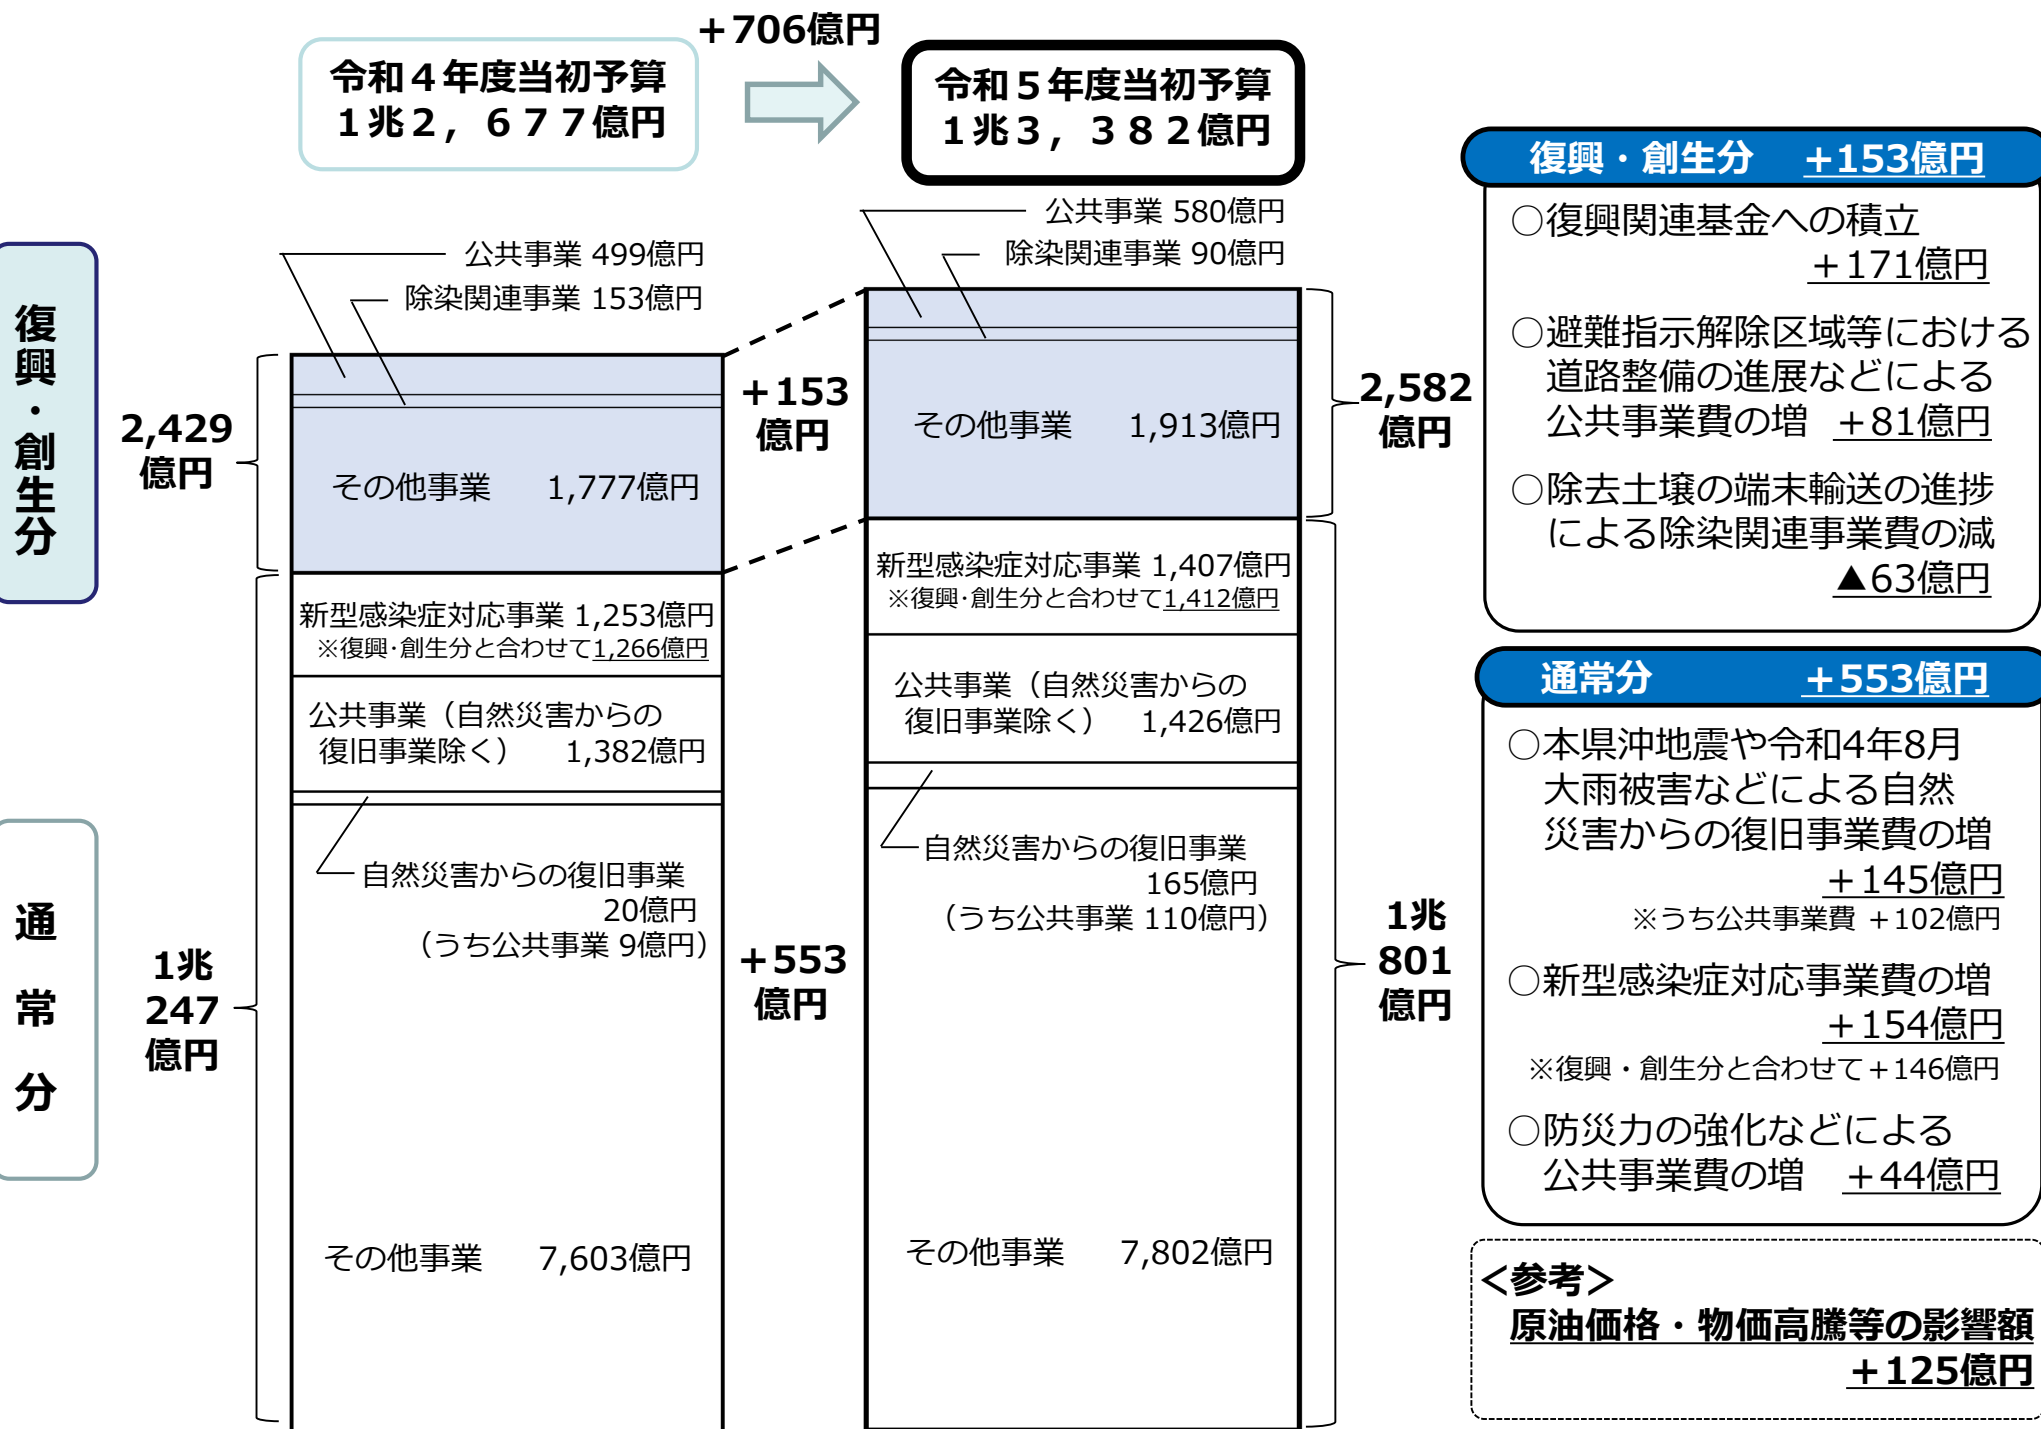 +706億円
令和4年度当初予算
1兆2,677億円
令和5年度当初予算
1兆3,382億円
復興・創生分
2,429
億円
公共事業 499億円
除染関連事業 153億円
その他事業 1,777億円
+153
億円
公共事業 580億円
除染関連事業 90億円
その他事業 1,913億円
2,582
億円
通常分
1兆
247
億円
新型感染症対応事業 1,253億円
※復興・創生分と合わせて1,266億円
公共事業（自然災害からの
復旧事業除く） 1,382億円
自然災害からの復旧事業
20億円
（うち公共事業 9億円）
その他事業 7,603億円
+553
億円
新型感染症対応事業 1,407億円
※復興・創生分と合わせて1,412億円
公共事業（自然災害からの
復旧事業除く） 1,426億円
自然災害からの復旧事業
165億円
（うち公共事業 110億円）
その他事業 7,802億円
1兆
801
億円
復興・創生分 +153億円
○復興関連基金への積立
+171億円
○避難指示解除区域等における
道路整備の進展などによる
公共事業費の増 +81億円
○除去土壌の端末輸送の進捗
による除染関連事業費の減
▲63億円
通常分 +553億円
○本県沖地震や令和4年8月
大雨被害などによる自然
災害からの復旧事業費の増
+145億円
※うち公共事業費 +102億円
○新型感染症対応事業費の増
+154億円
※復興・創生分と合わせて+146億円
○防災力の強化などによる
公共事業費の増 +44億円
＜参考＞
原油価格・物価高騰等の影響額
+125億円